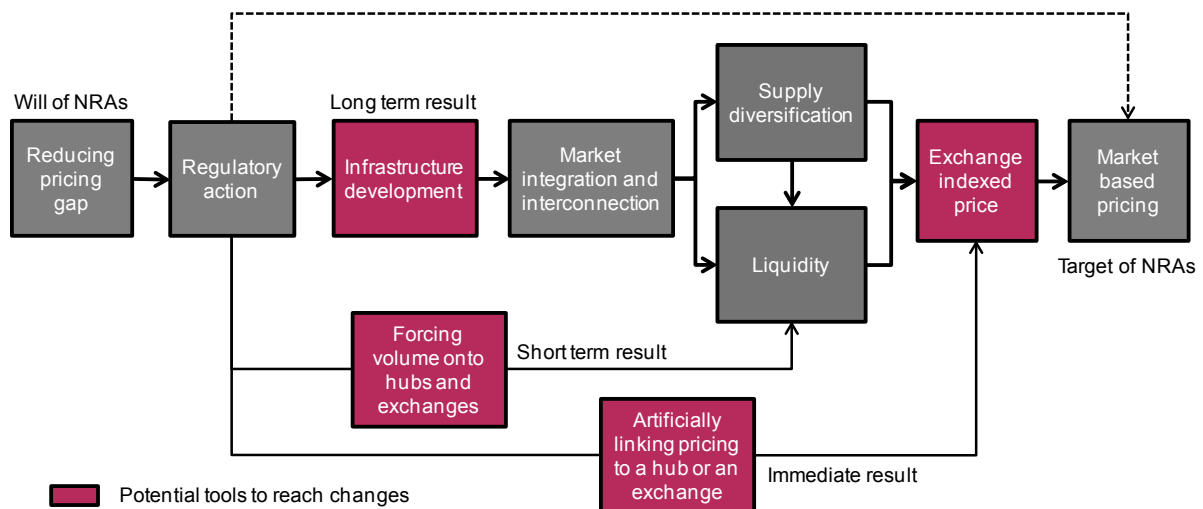 Will of NRAs
Reducing
pricing
gap
Regulatory
action
Long term result
Infrastructure
development
Market
integration and
interconnection
Supply
diversification
Liquidity
Exchange
indexed
price
Market
based
pricing
Target of NRAs
Forcing
volume onto
hubs and
exchanges
Short term result
Artificially
linking pricing
to a hub or an
exchange
Immediate result
Potential tools to reach changes